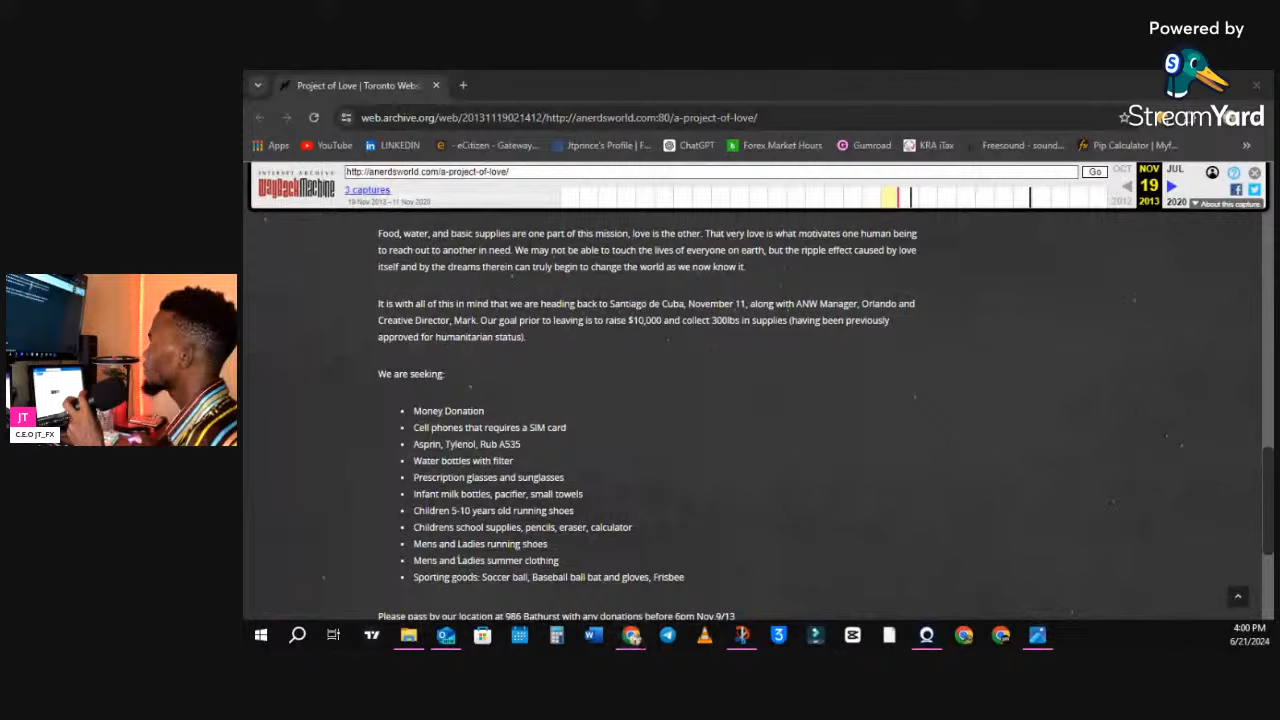 Powered by
StreamYard
Project of Love | Toronto Webs
web.archive.org/web/20131119021412/http://anerdsworld.com:80/a-project-of-love/
Apps YouTube LINKEDIN - eCitizen - Gateway... Jtprince's Profile | F... ChatGPT Forex Market Hours Gumroad KRA iTax Freesound - soun... Pip Calculator | Myf...
INTERNET ARCHIVE
WayBackMachine
http://anerdsworld.com/a-project-of-love/
Go
3 captures
19 Nov 2013 – 11 Nov 2020
OCT NOV JUL
19
2012 2013 2020
About this capture
Food, water, and basic supplies are one part of this mission, love is the other. That very love is what motivates one human being
to reach out to another in need. We may not be able to touch the lives of everyone on earth, but the ripple effect caused by love
itself and by the dreams therein can truly begin to change the world as we now know it.
It is with all of this in mind that we are heading back to Santiago de Cuba, November 11, along with ANW Manager, Orlando and
Creative Director, Mark. Our goal prior to leaving is to raise $10,000 and collect 300lbs in supplies (having been previously
approved for humanitarian status).
We are seeking:
Money Donation
Cell phones that requires a SIM card
Asprin, Tylenol, Rub A535
Water bottles with filter
Prescription glasses and sunglasses
Infant milk bottles, pacifier, small towels
Children 5-10 years old running shoes
Childrens school supplies, pencils, eraser, calculator
Mens and Ladies running shoes
Mens and Ladies summer clothing
Sporting goods: Soccer ball, Baseball ball bat and gloves, Frisbee
Please pass by our location at 986 Bathurst with any donations before 6pm Nov.9/13
JT
C.E.O JT_FX
4:00 PM
6/21/2024